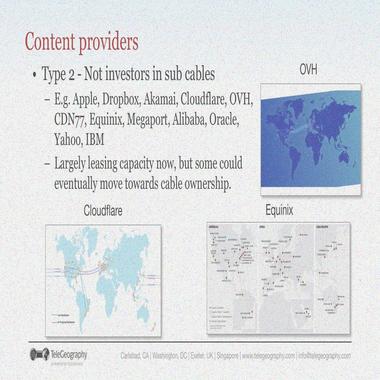 Content providers
• Type 2 - Not investors in sub cables
– E.g. Apple, Dropbox, Akamai, Cloudflare, OVH,
CDN77, Equinix, Megaport, Alibaba, Oracle,
Yahoo, IBM
– Largely leasing capacity now, but some could
eventually move towards cable ownership.
OVH
Cloudflare
Equinix
TeleGeography
Carlsbad, CA | Washington, DC | Exeter, UK | Singapore | www.telegeography.com | info@telegeography.com